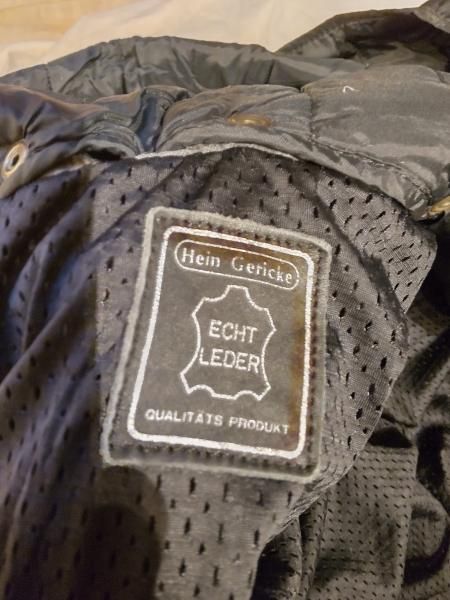 Hein Gericke
ECHT
LEDER
QUALITÄTS PRODUKT